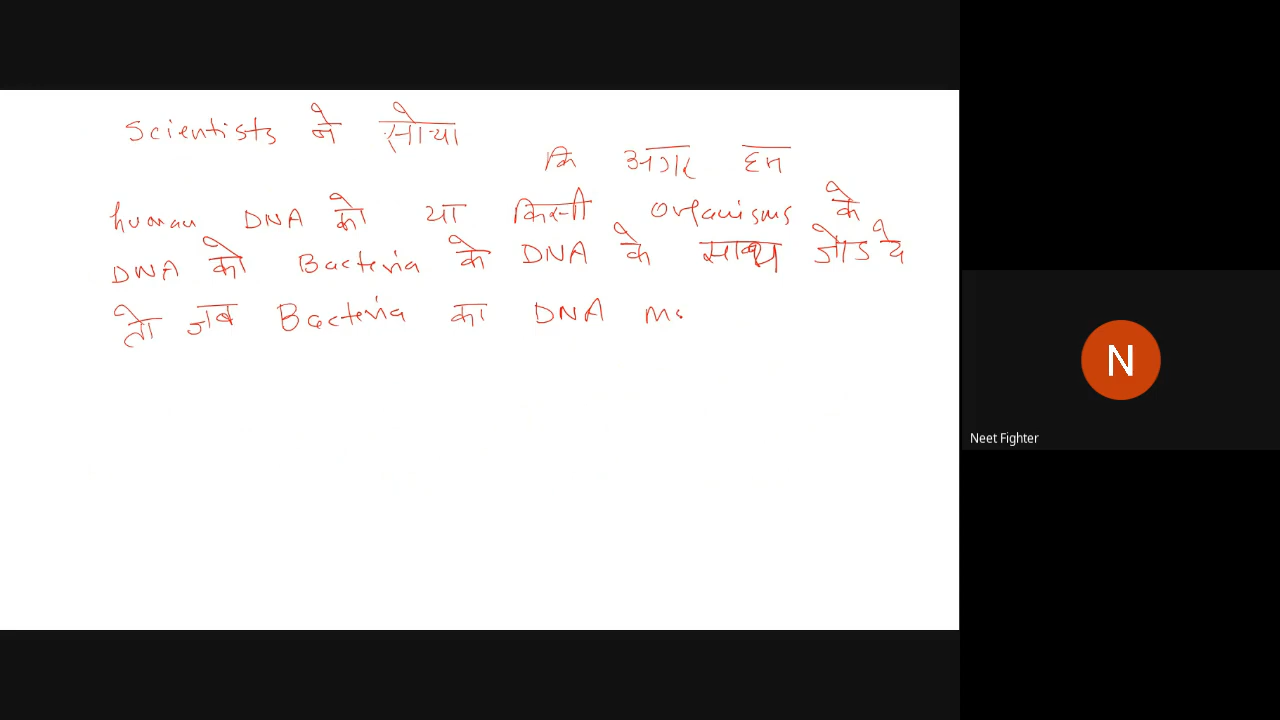 Scientists ने सोचा
कि अगर हम
human DNA को या किसी organisms के
DNA को Bacteria के DNA के साथ जोड दे
तो जब Bacteria का DNA
N
Neet Fighter